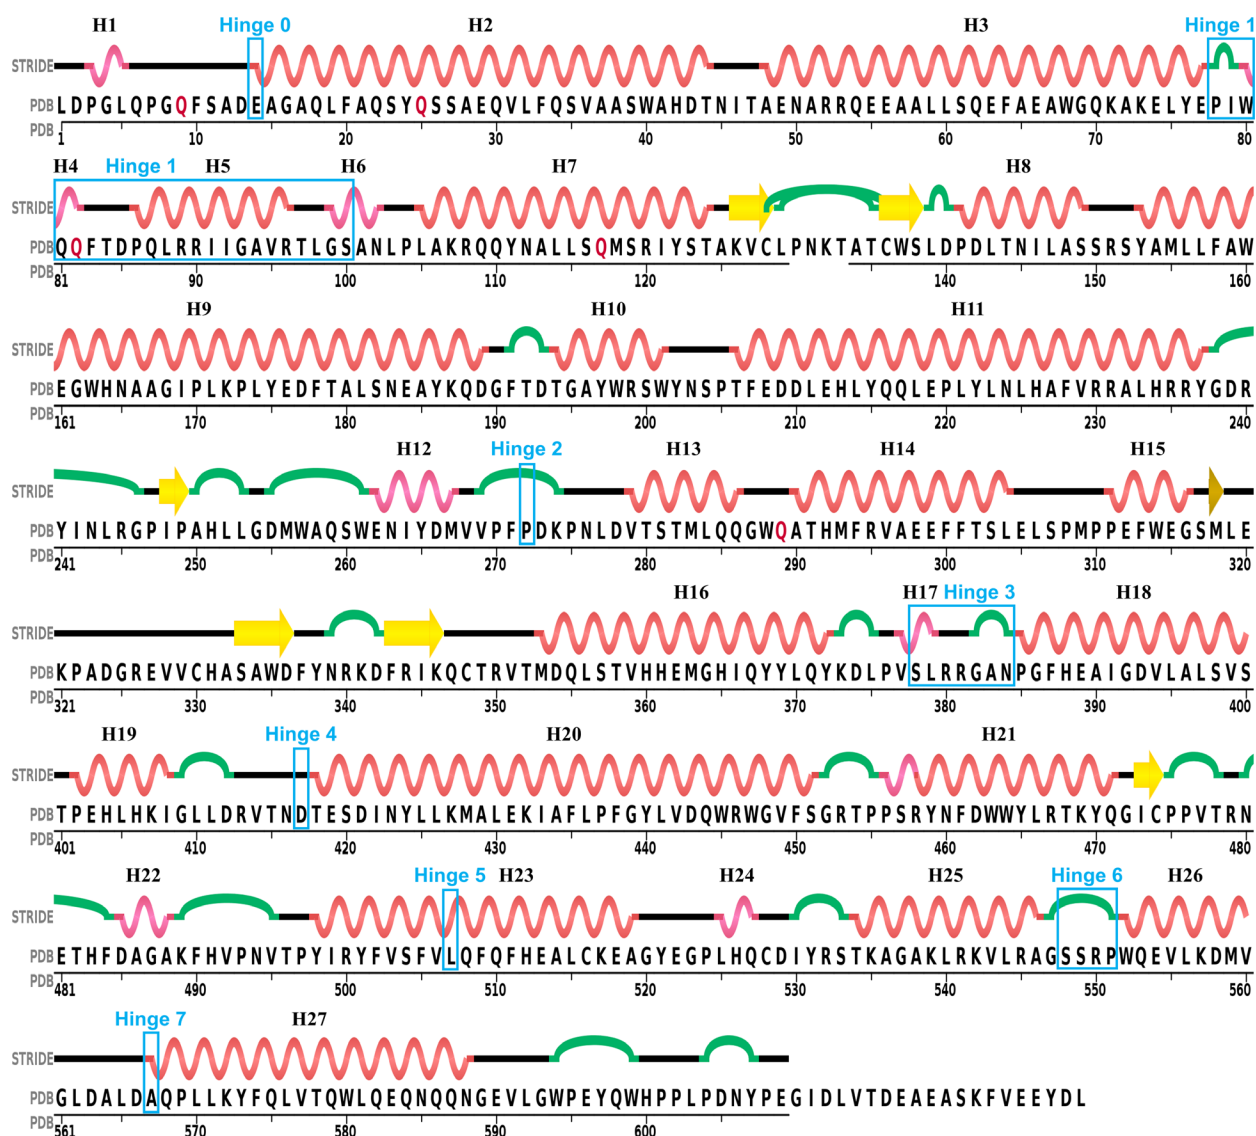 H1 Hinge 0 H2 H3 Hinge 1
STRIDE
PDB LDPGLQPGQFSADEAGAQLFAQSYQSSAEQVLFQSVAASWAHDTNITAENARRQEEAALLSQEFAEAWGQKAKELYEPIW
PDB
1 10 20 30 40 50 60 70 80
H4 Hinge 1 H5 H6 H7 H8
STRIDE
PDB QQFTDPQLRRIIGAVRTLGSANLPLAKRQQYNALLSQMSRIYSTAKVCLPNKTATCWSLDPDLTNILASSRSYAMLLFAW
PDB
81 90 100 110 120 140 150 160
H9 H10 H11
STRIDE
PDB EGWHNAAGIPLKPLYEDFTALSNEAYKQDGFTDTGAYWRSWYNSPTFEDDLEHLYQQLEPLYLNLHAFVRRALHRRYGDR
PDB
161 170 180 190 200 210 220 230 240
H12 Hinge 2 H13 H14 H15
STRIDE
PDB YINLRGPIPAHLLGDMWAQSWENIYDMVVPFPDKPNLDVTSTMLQQGWQATHMFRVAEEFFTSLELSPMPPEFWEGSMLE
PDB
241 250 260 270 280 290 300 310 320
H16 H17 Hinge 3 H18
STRIDE
PDB KPADGREVVCHASAWDFYNRKDFRIKQCTRVTMDQLSTVHHEMGHIQYYLQYKDLPVSLRRGANPGFHEAIGDVLALSVS
PDB
321 330 340 350 360 370 380 390 400
H19 Hinge 4 H20 H21
STRIDE
PDB TPEHLHKIGLLDRVTNDTESDINYLLKMALEKIAFLPFGYLVDQWRWGVFSGRTPPSRYNFDWWYLRTKYQGICPPVTRN
PDB
401 410 420 430 440 450 460 470 480
H22 Hinge 5 H23 H24 H25 Hinge 6 H26
STRIDE
PDB ETHFDAGAKFHVPNVTPYIRYFVSFVLQFQFHEALCKEAGYEGPLHQCDIYRSTKAGAKLRKVLRAGSSRPWQEVLKDMV
PDB
481 490 500 510 520 530 540 550 560
Hinge 7 H27
STRIDE
PDB GLDALDAQPLLKYFQLVTQWLQEQNQQNGEVLGWPEYQWHPPLPDNYPEGIDLVTDEAEASKFVEEYDL
PDB
561 570 580 590 600